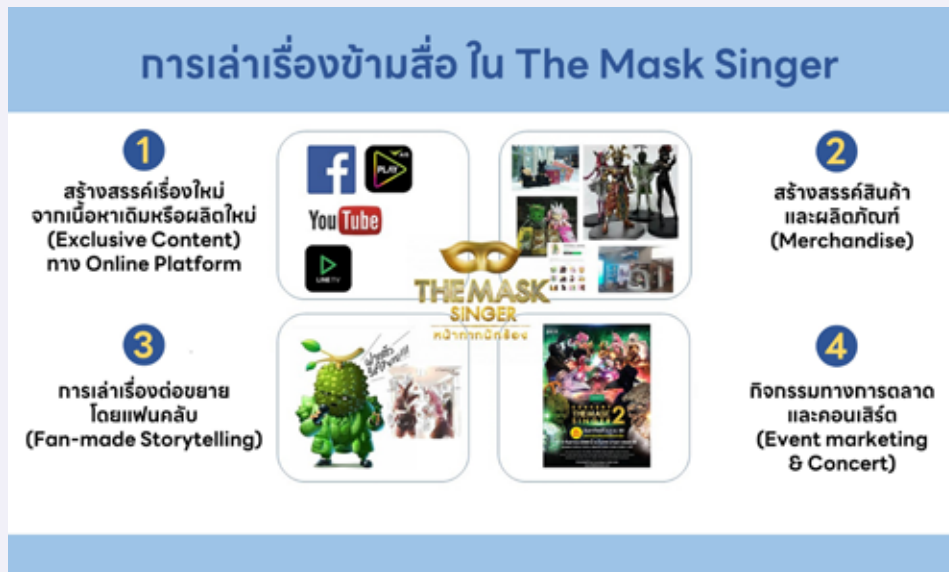 การเล่าเรื่องข้ามสื่อ ใน The Mask Singer
1
สร้างสรรค์เรื่องใหม่
จากเนื้อหาเดิมหรือผลิตใหม่
(Exclusive Content)
ทาง Online Platform
PLAY
YouTube
LINE TV
2
สร้างสรรค์สินค้า
และผลิตภัณฑ์
(Merchandise)
THE MASK
SINGER
หน้ากากนักร้อง
3
การเล่าเรื่องต่อขยาย
โดยแฟนคลับ
(Fan-made Storytelling)
THE MASK
SINGER 2
4
กิจกรรมทางการตลาด
และคอนเสิร์ต
(Event marketing
& Concert)